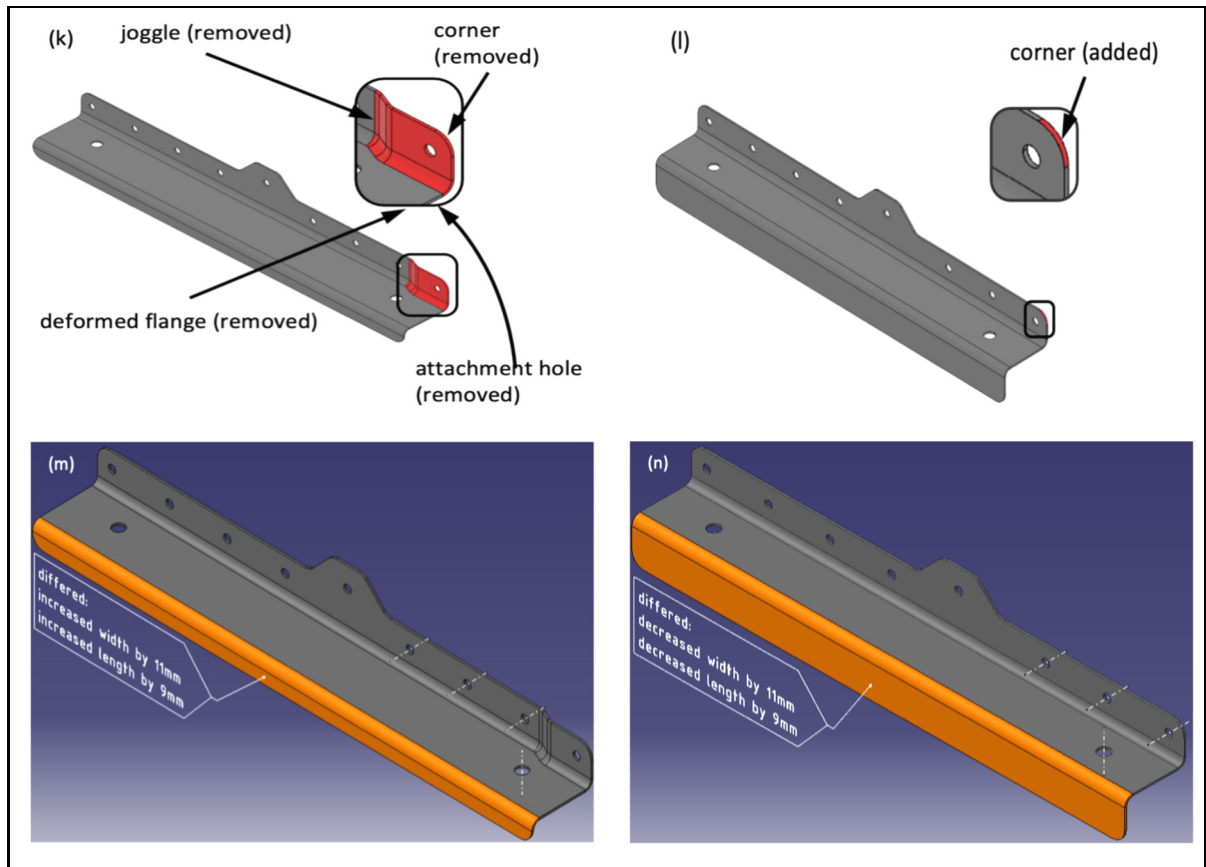 (k)
joggle (removed)
corner
(removed)
deformed flange (removed)
attachment hole
(removed)
(l)
corner (added)
(m)
differed:
increased width by 11mm
increased length by 9mm
(n)
differed:
decreased width by 11mm
decreased length by 9mm